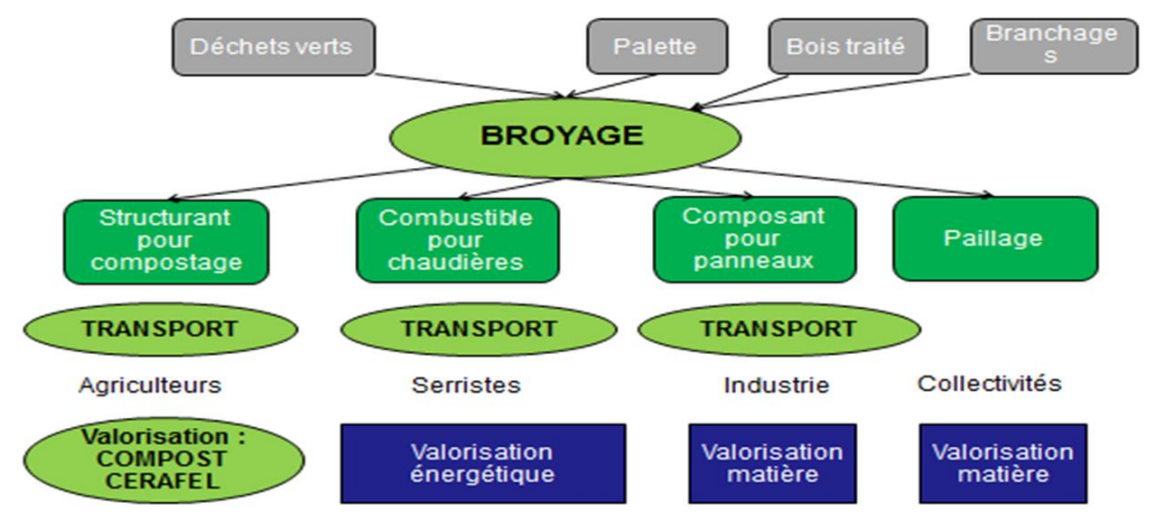 Déchets verts
Palette
Bois traité
Branchage
s
BROYAGE
Structurant
pour
compostage
Combustible
pour
chaudières
Composant
pour
panneaux
Paillage
TRANSPORT
TRANSPORT
TRANSPORT
Agriculteurs
Serristes
Industrie
Collectivités
Valorisation :
COMPOST
CERAFEL
Valorisation
énergétique
Valorisation
matière
Valorisation
matière